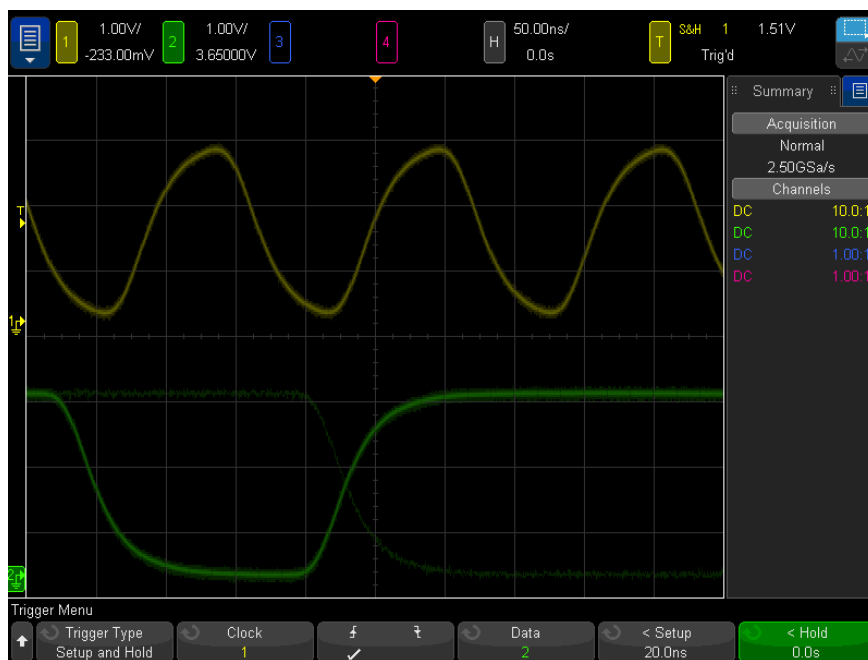 1.00V/ 1.00V/ 50.00ns/ S&H 1 1.51V
1 2 3 4 H T
-233.00mV 3.65000V 0.0s Trig'd
Summary
Acquisition
Normal
2.50GSa/s
Channels
DC 10.0:1
DC 10.0:1
DC 1.00:1
DC 1.00:1
T
1
2
Trigger Menu
Trigger Type Clock Data < Setup < Hold
Setup and Hold 1 2 20.0ns 0.0s